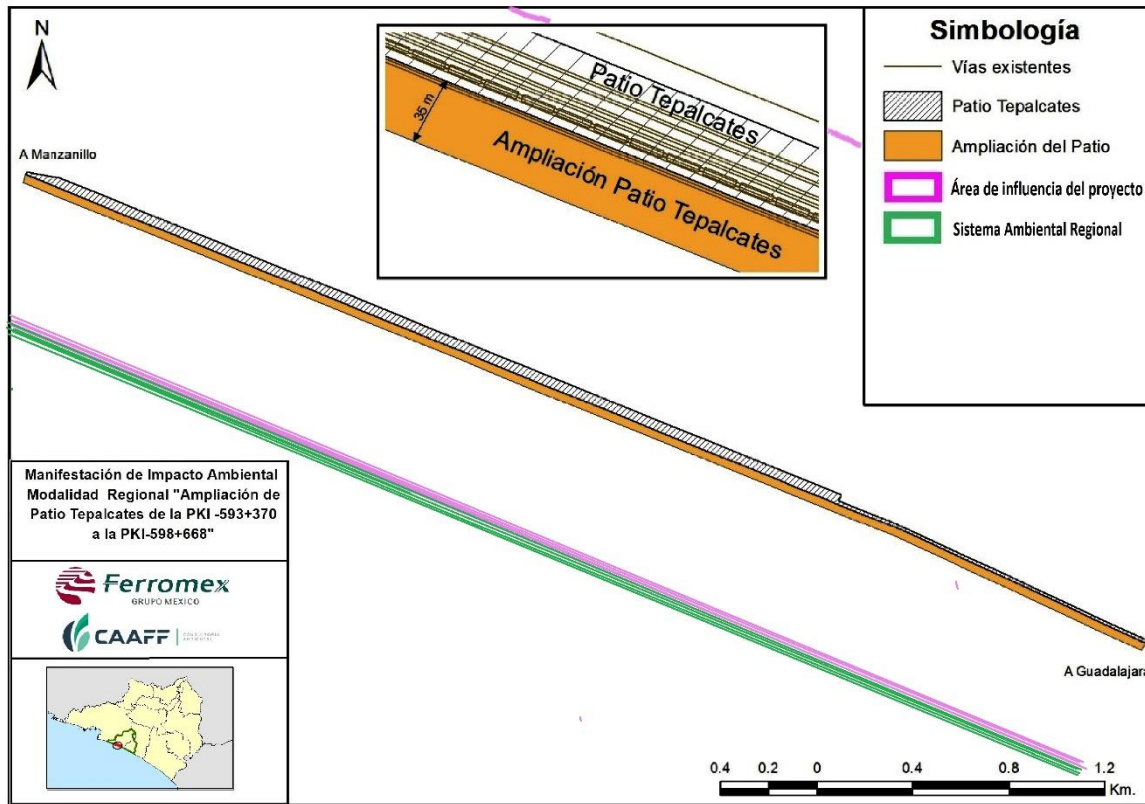 N
A Manzanillo
Patio Tepalcates
35 m
Ampliación Patio Tepalcates
Simbología
Vías existentes
Patio Tepalcates
Ampliación del Patio
Área de influencia del proyecto
Sistema Ambiental Regional
Manifestación de Impacto Ambiental
Modalidad Regional "Ampliación de
Patio Tepalcates de la PKI -593+370
a la PKI-598+668"
Ferromex
GRUPO MEXICO
CAAFF
A Guadalajara
0.4 0.2 0 0.4 0.8 1.2
Km.